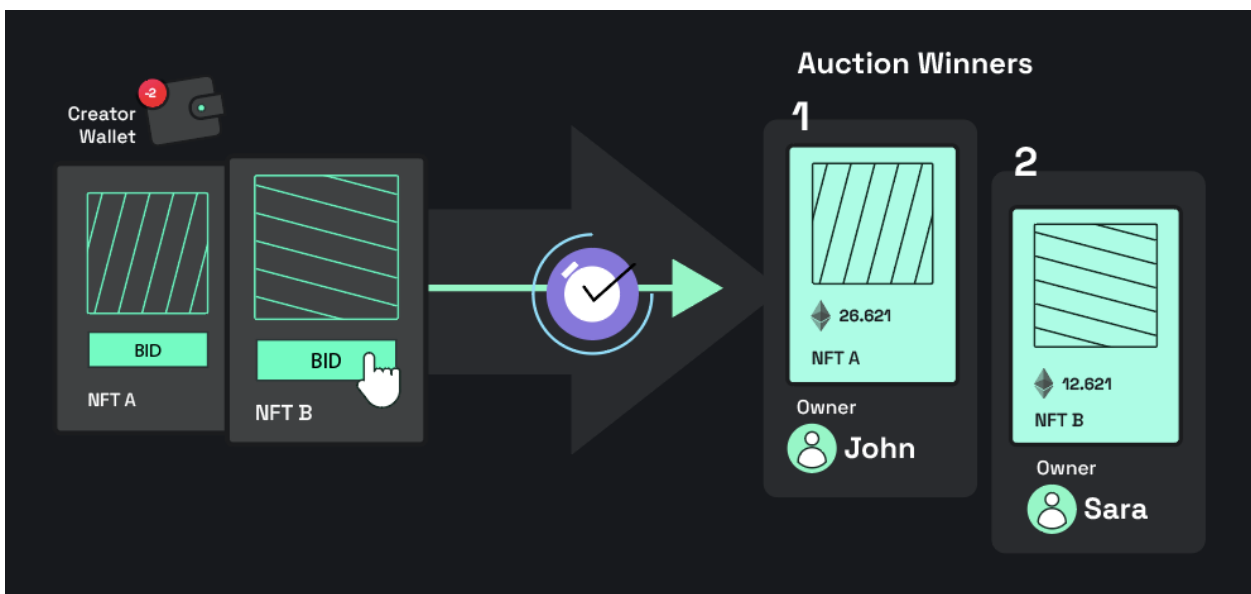 Creator
Wallet
-2
BID
NFT A
BID
NFT B
Auction Winners
1
26.621
NFT A
Owner
John
2
12.621
NFT B
Owner
Sara